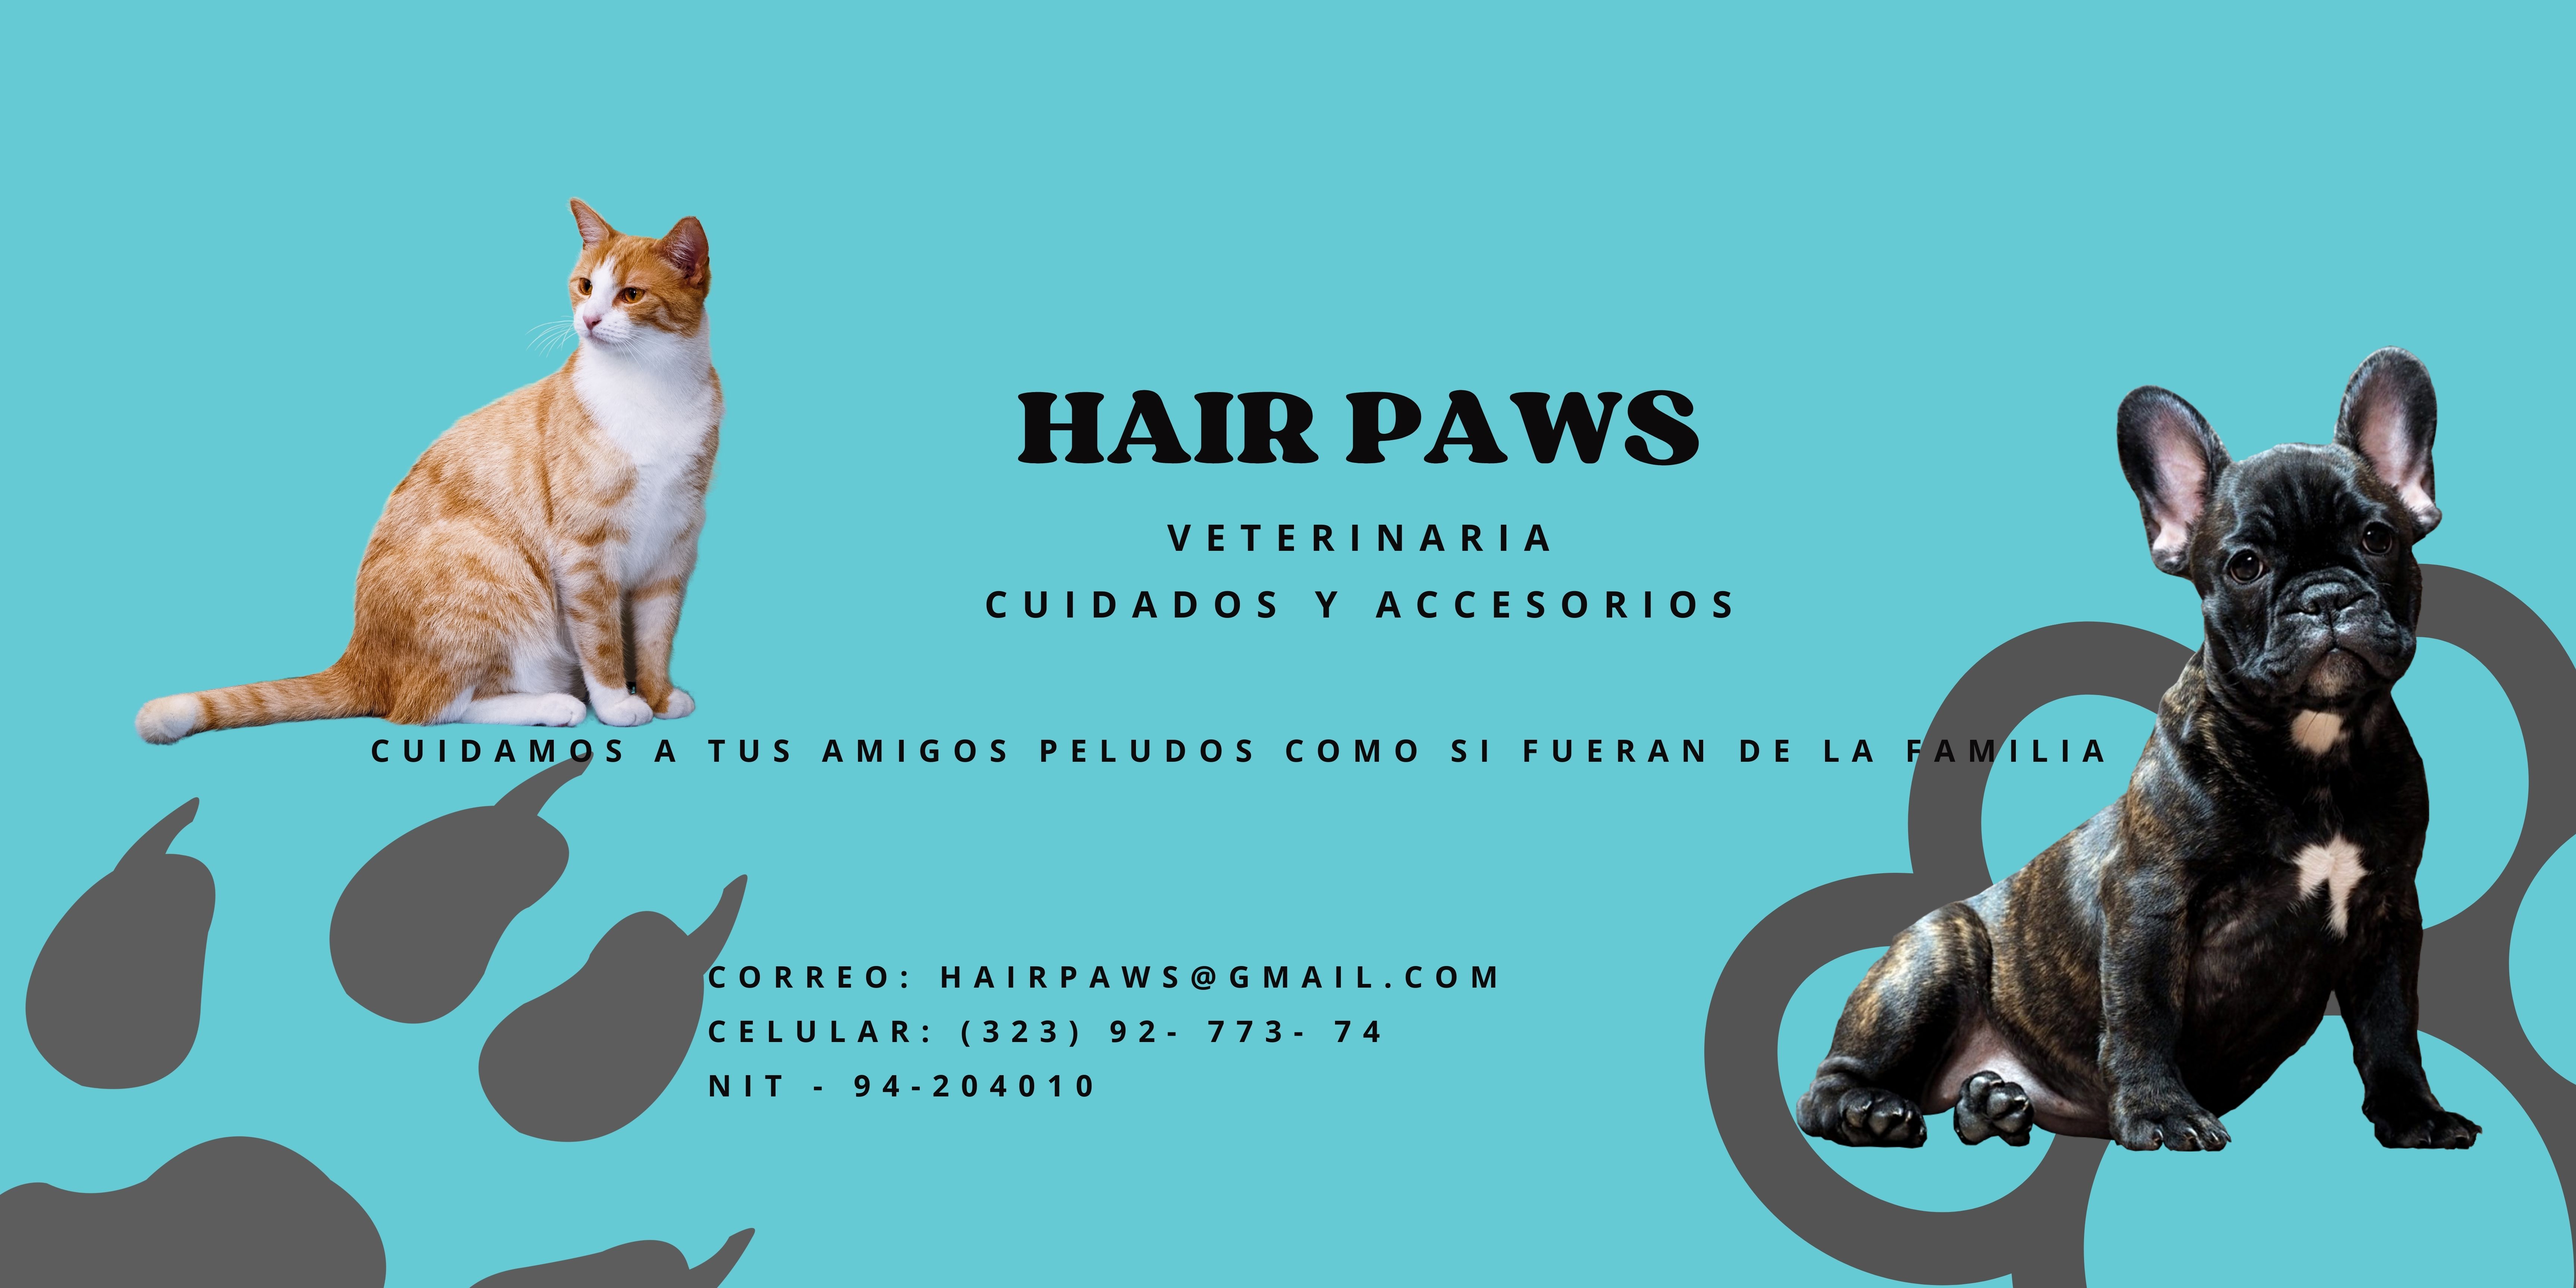 HAIR PAWS
VETERINARIA
CUIDADOS Y ACCESORIOS
CUIDAMOS A TUS AMIGOS PELUDOS COMO SI FUERAN DE LA FAMILIA
CORREO: HAIRPAWS@GMAIL.COM
CELULAR: (323) 92- 773- 74
NIT - 94-204010